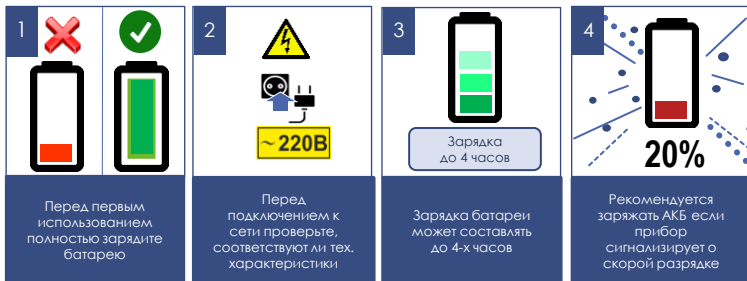 1
2
3
4
~220В
Зарядка
до 4 часов
20%
Перед первым
использованием
полностью зарядите
батарею
Перед
подключением к
сети проверьте,
соответствуют ли тех.
характеристики
Зарядка батареи
может составлять
до 4-х часов
Рекомендуется
заряжать АКБ если
прибор
сигнализирует о
скорой разрядке